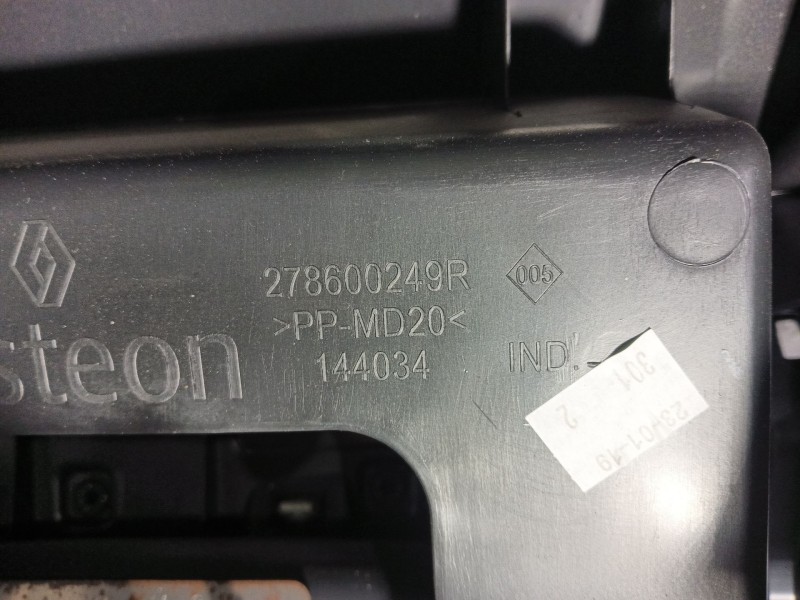 278600249R
005
>PP-MD20<
steon
144034
IND.-
301
2
23-01-19